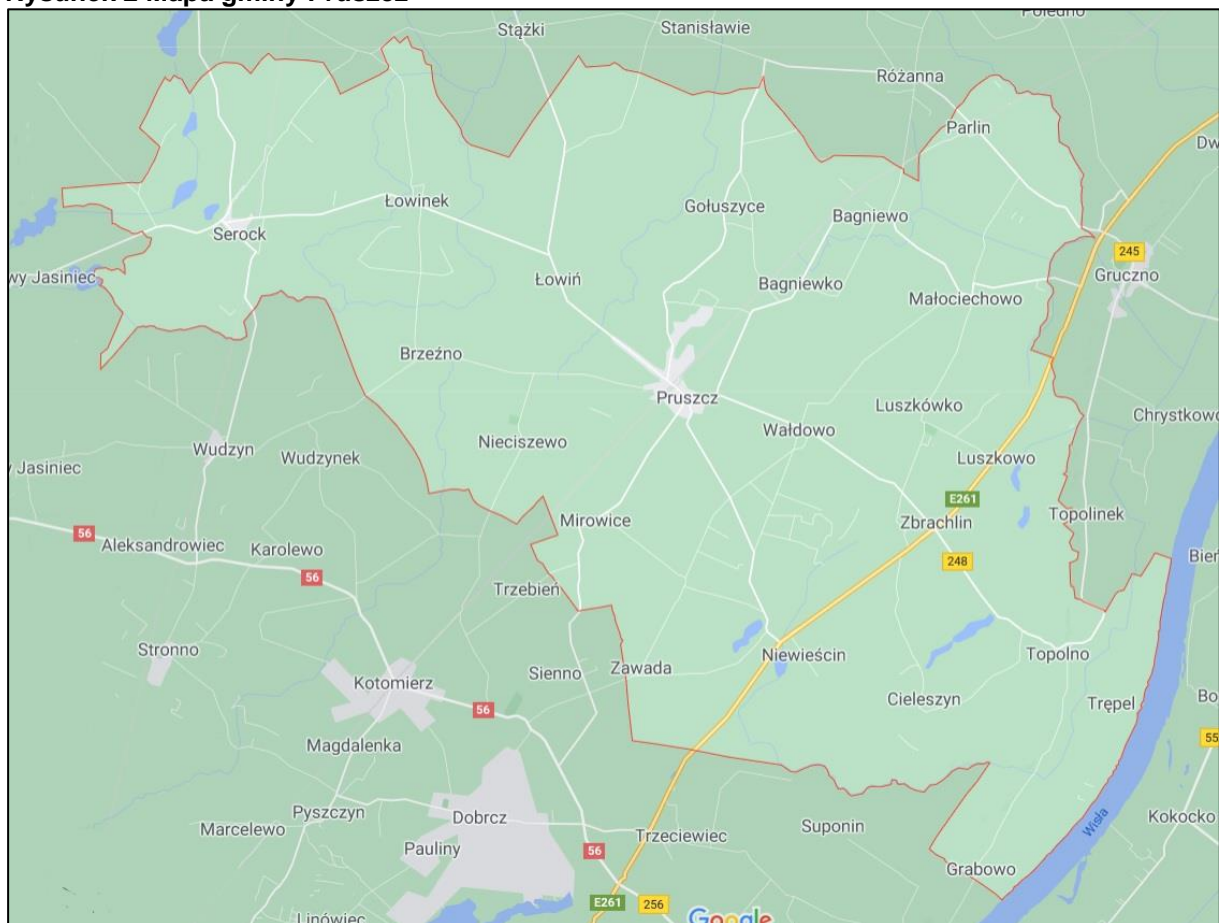 Rysunek 2 Mapa gminy Pruszcz
Stążki
Stanisławie
Poledno
Różanna
Parlin
Dw
Łowinek
Gołuszyce
Bagniewo
Serock
245
wy Jasiniec
Łowiń
Bagniewko
Małociechowo
Gruczno
Brzeźno
Pruszcz
Luszkówko
Chrystkowo
Wałdowo
Nieciszewo
Wudzyn
Wudzynek
Luszkowo
y Jasiniec
E261
Mirowice
Zbrachlin
Topolinek
56
Aleksandrowiec
Karolewo
Bień
56
248
Trzebień
Stronno
Niewieścin
Topolno
Sienno
Zawada
Kotomierz
Cieleszyn
Trępel
Bo
56
55
Magdalenka
Pyszczyn
Dobrcz
Marcelewo
Trzeciewiec
Suponin
Wisła
Kokocko
Pauliny
56
Grabowo
E261
256
Linówiec
Google